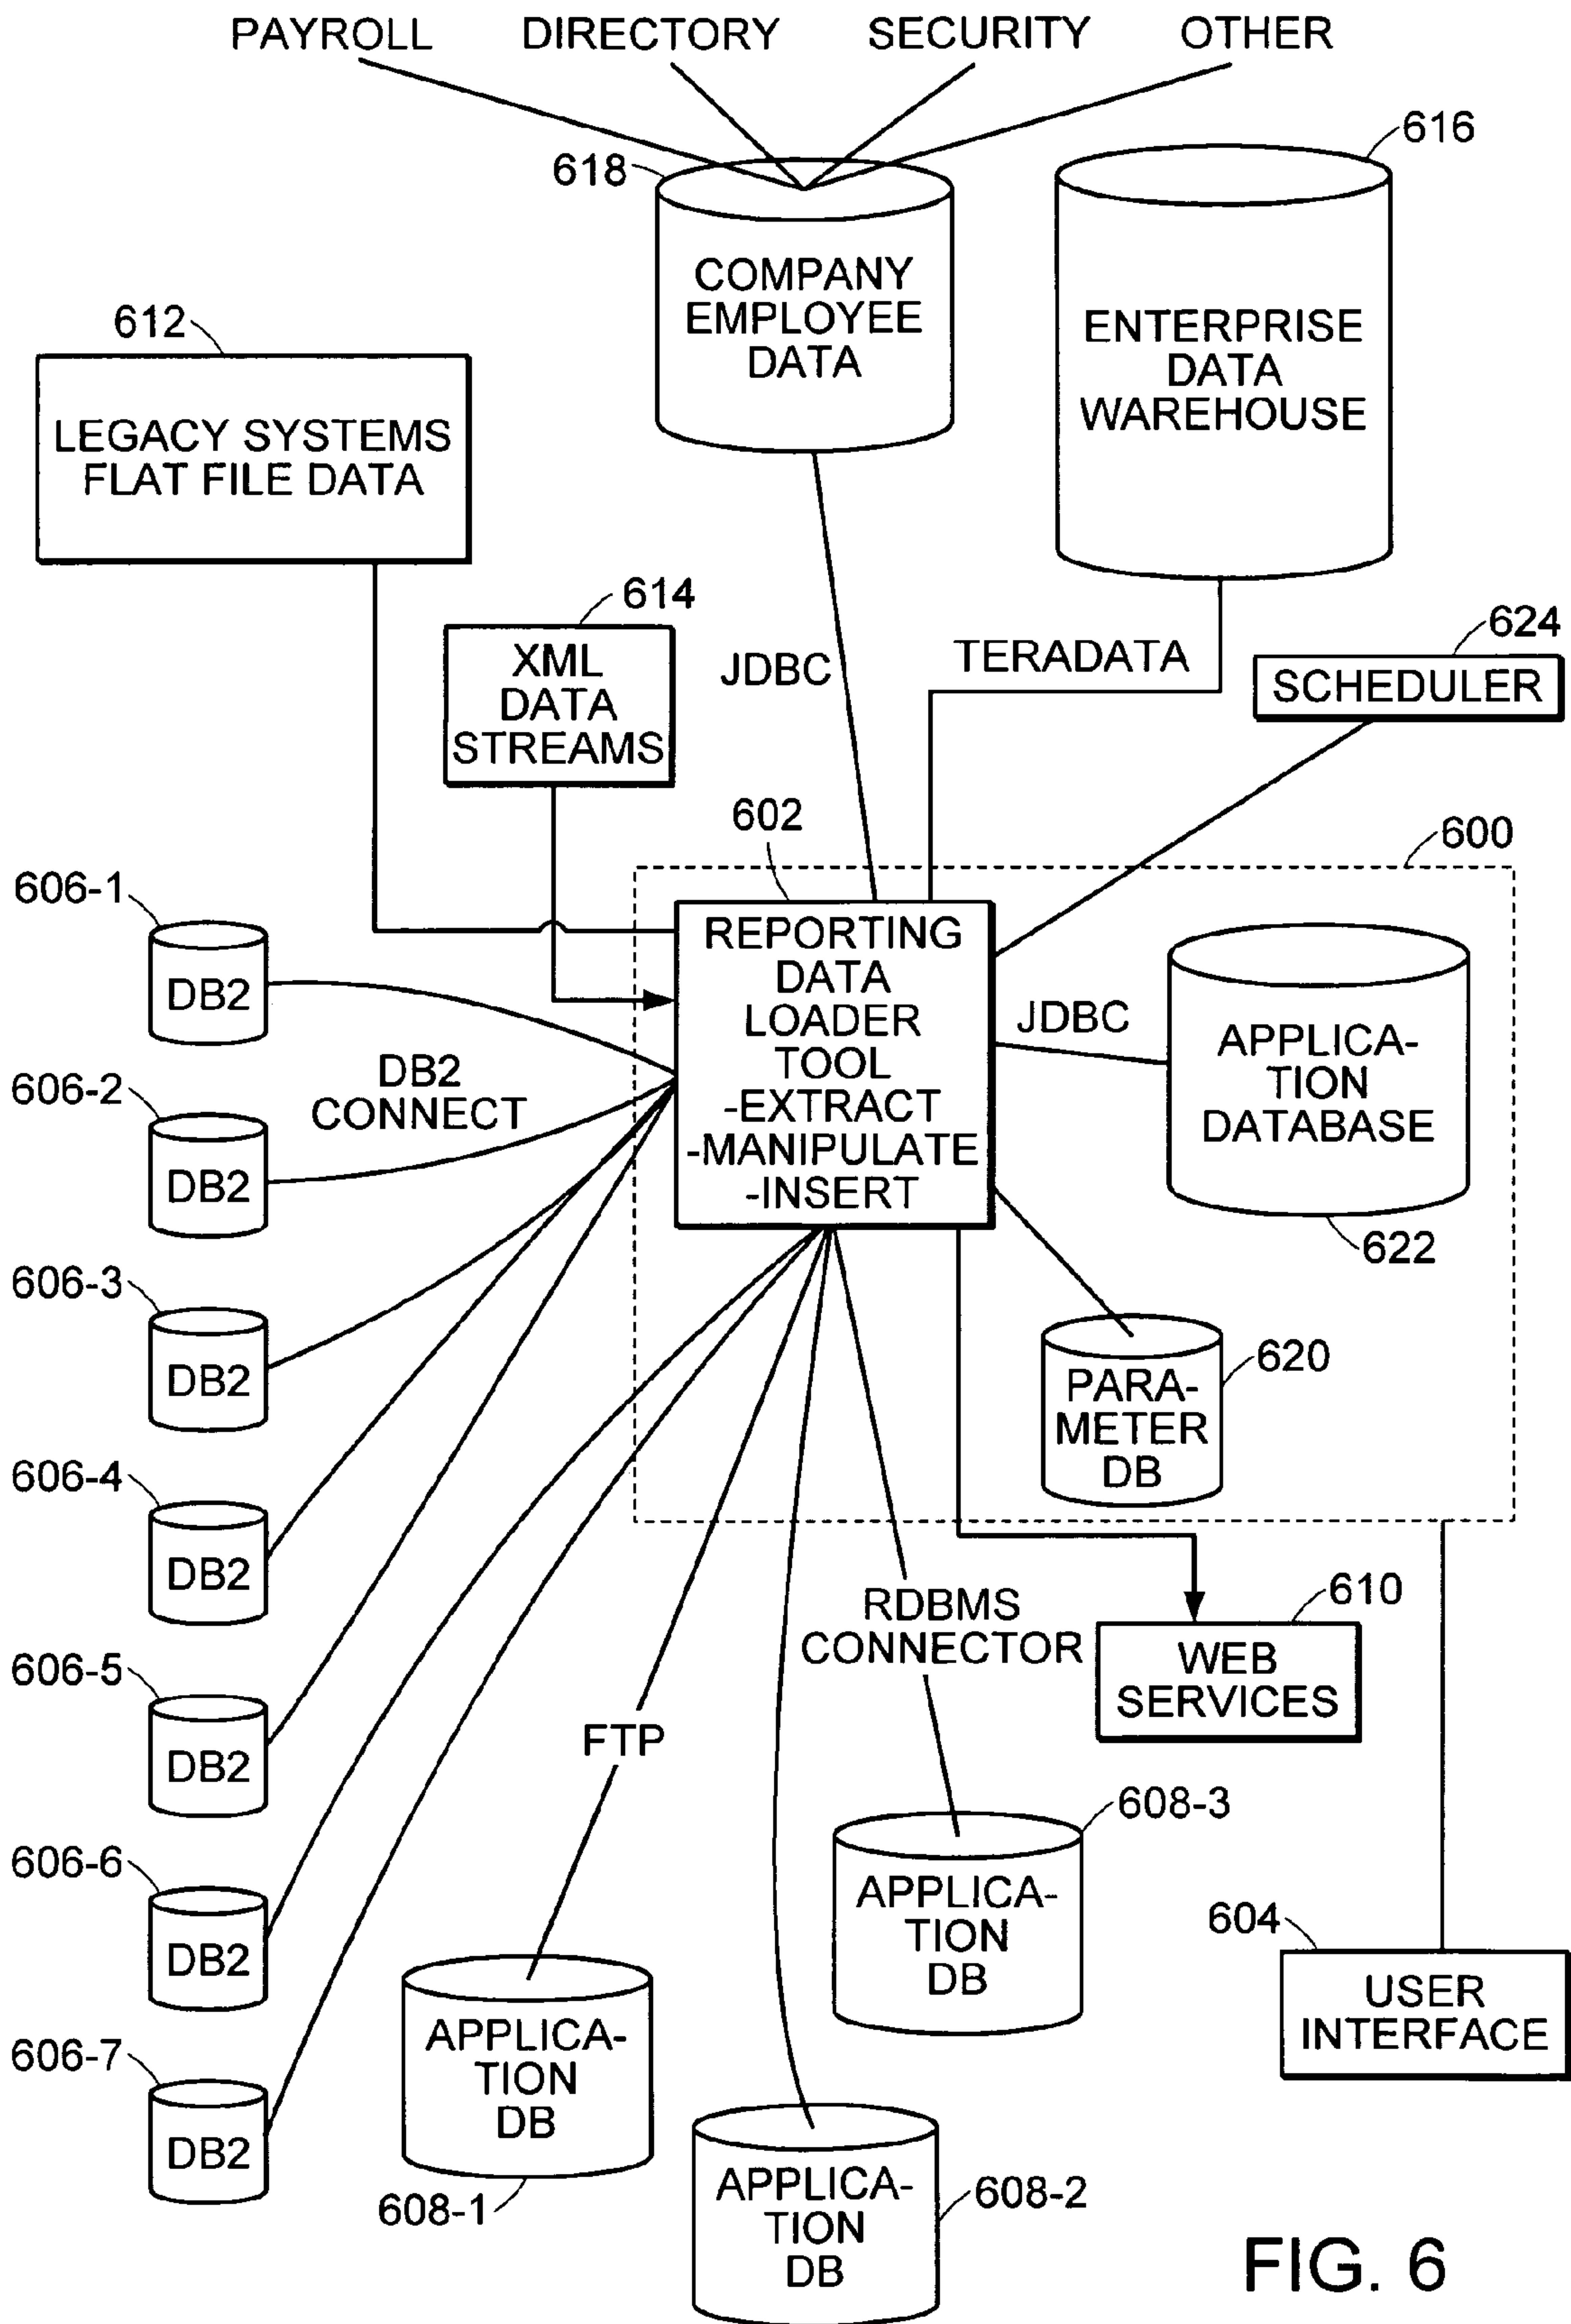 PAYROLL DIRECTORY SECURITY OTHER
616
618
COMPANY
EMPLOYEE
DATA
ENTERPRISE
DATA
WAREHOUSE
612
LEGACY SYSTEMS
FLAT FILE DATA
614
XML
DATA
STREAMS
JDBC
TERADATA
624
SCHEDULER
602
600
REPORTING
DATA
LOADER
TOOL
-EXTRACT
-MANIPULATE
-INSERT
JDBC
APPLICA-
TION
DATABASE
622
606-1
DB2
DB2
CONNECT
606-2
DB2
606-3
DB2
620
PARA-
METER
DB
606-4
DB2
RDBMS
CONNECTOR
610
WEB
SERVICES
606-5
DB2
FTP
608-3
APPLICA-
TION
DB
606-6
DB2
604
USER
INTERFACE
606-7
DB2
APPLICA-
TION
DB
608-1
APPLICA-
TION
DB
608-2
FIG. 6